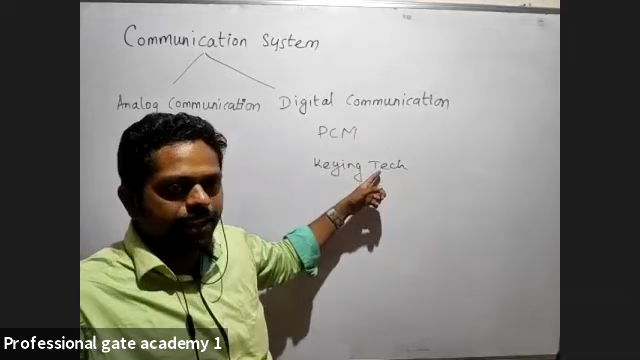 Communication System
Analog Communication Digital Communication
PCM
Keying Tech
Professional gate academy 1